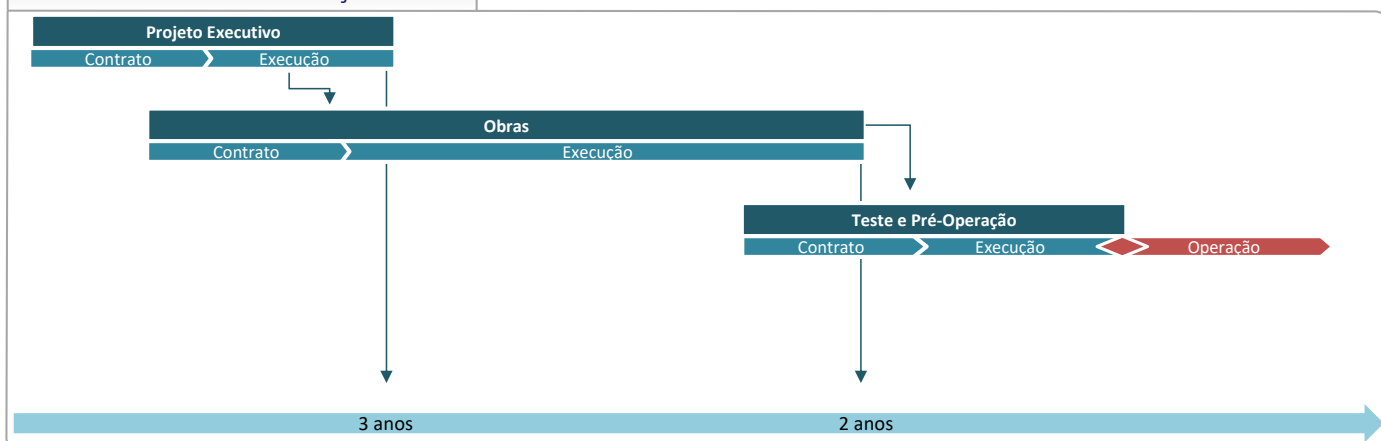 Projeto Executivo
Contrato
Execução
Obras
Contrato
Execução
Teste e Pré-Operação
Contrato
Execução
Operação
3 anos
2 anos